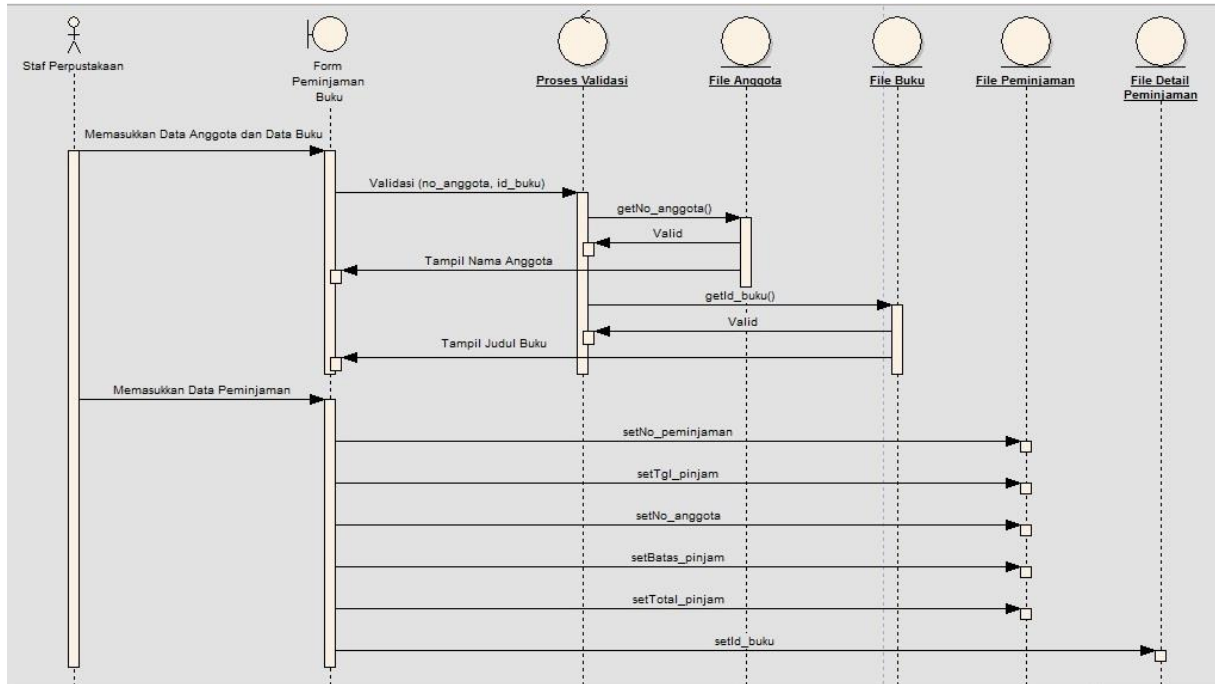 Staf Perpustakaan
Form
Peminjaman
Buku
Proses Validasi
File Anggota
File Buku
File Peminjaman
File Detail
Peminjaman
Memasukkan Data Anggota dan Data Buku
Validasi (no_anggota, id_buku)
getNo_anggota()
Valid
Tampil Nama Anggota
getId_buku()
Valid
Tampil Judul Buku
Memasukkan Data Peminjaman
setNo_peminjaman
setTgl_pinjam
setNo_anggota
setBatas_pinjam
setTotal_pinjam
setId_buku